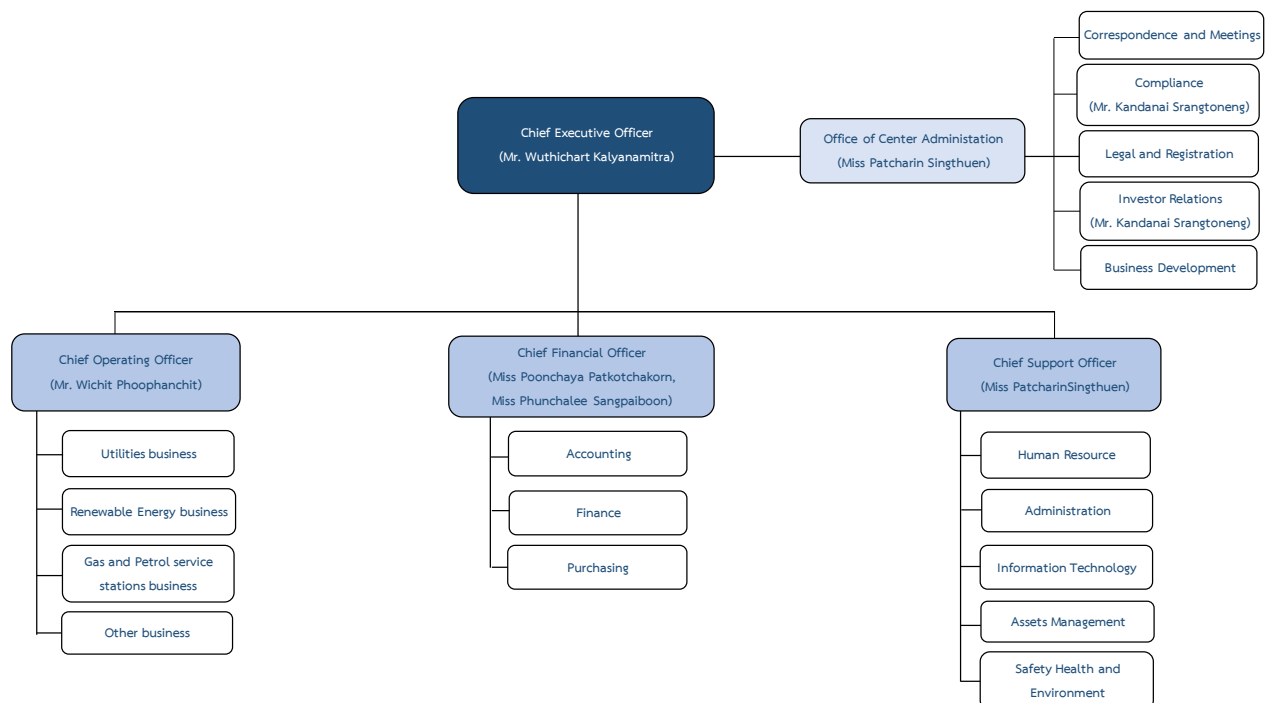 Correspondence and Meetings
Compliance
(Mr. Kandanai Srangtoneng)
Chief Executive Officer
(Mr. Wuthichart Kalyanamitra)
Office of Center Administation
(Miss Patcharin Singthuen)
Legal and Registration
Investor Relations
(Mr. Kandanai Srangtoneng)
Business Development
Chief Operating Officer
(Mr. Wichit Phoophanchit)
Utilities business
Renewable Energy business
Gas and Petrol service
stations business
Other business
Chief Financial Officer
(Miss Poonchaya Patkotchakorn,
Miss Phunchalee Sangpaiboon)
Accounting
Finance
Purchasing
Chief Support Officer
(Miss PatcharinSingthuen)
Human Resource
Administration
Information Technology
Assets Management
Safety Health and
Environment